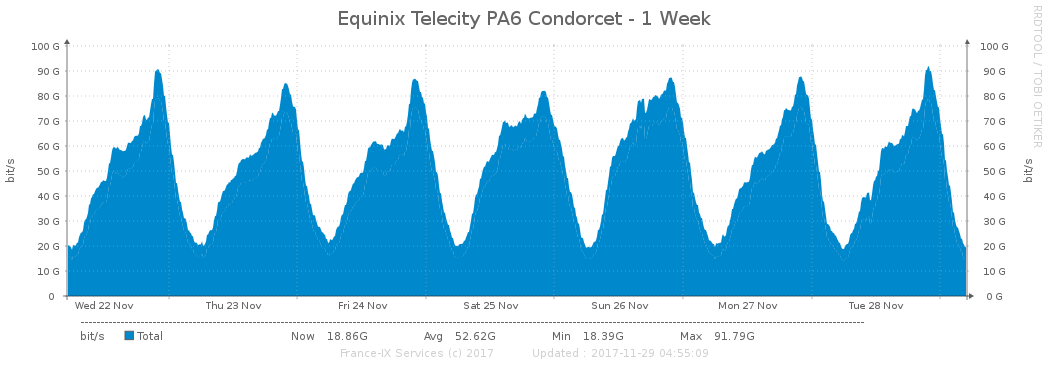 Equinix Telecity PA6 Condorcet - 1 Week
RRDTOOL / TOBI OETIKER
bit/s
100 G
90 G
80 G
70 G
60 G
50 G
40 G
30 G
20 G
10 G
0
100 G
90 G
80 G
70 G
60 G
50 G
40 G
30 G
20 G
10 G
0 G
bit/s
Wed 22 Nov Thu 23 Nov Fri 24 Nov Sat 25 Nov Sun 26 Nov Mon 27 Nov Tue 28 Nov
bit/s Total Now 18.86G Avg 52.62G Min 18.39G Max 91.79G
France-IX Services (c) 2017 Updated : 2017-11-29 04:55:09